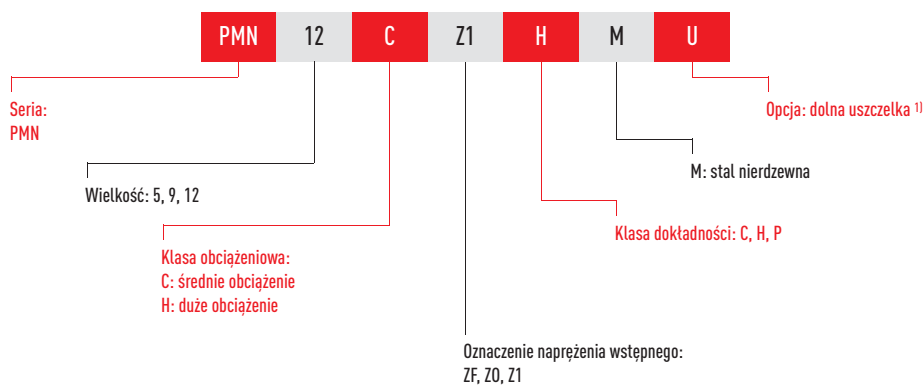 PMN 12 C Z1 H M U
Seria:
PMN
Opcja: dolna uszczelka 1)
M: stal nierdzewna
Wielkość: 5, 9, 12
Klasa dokładności: C, H, P
Klasa obciążeniowa:
C: średnie obciążenie
H: duże obciążenie
Oznaczenie naprężenia wstępnego:
ZF, Z0, Z1